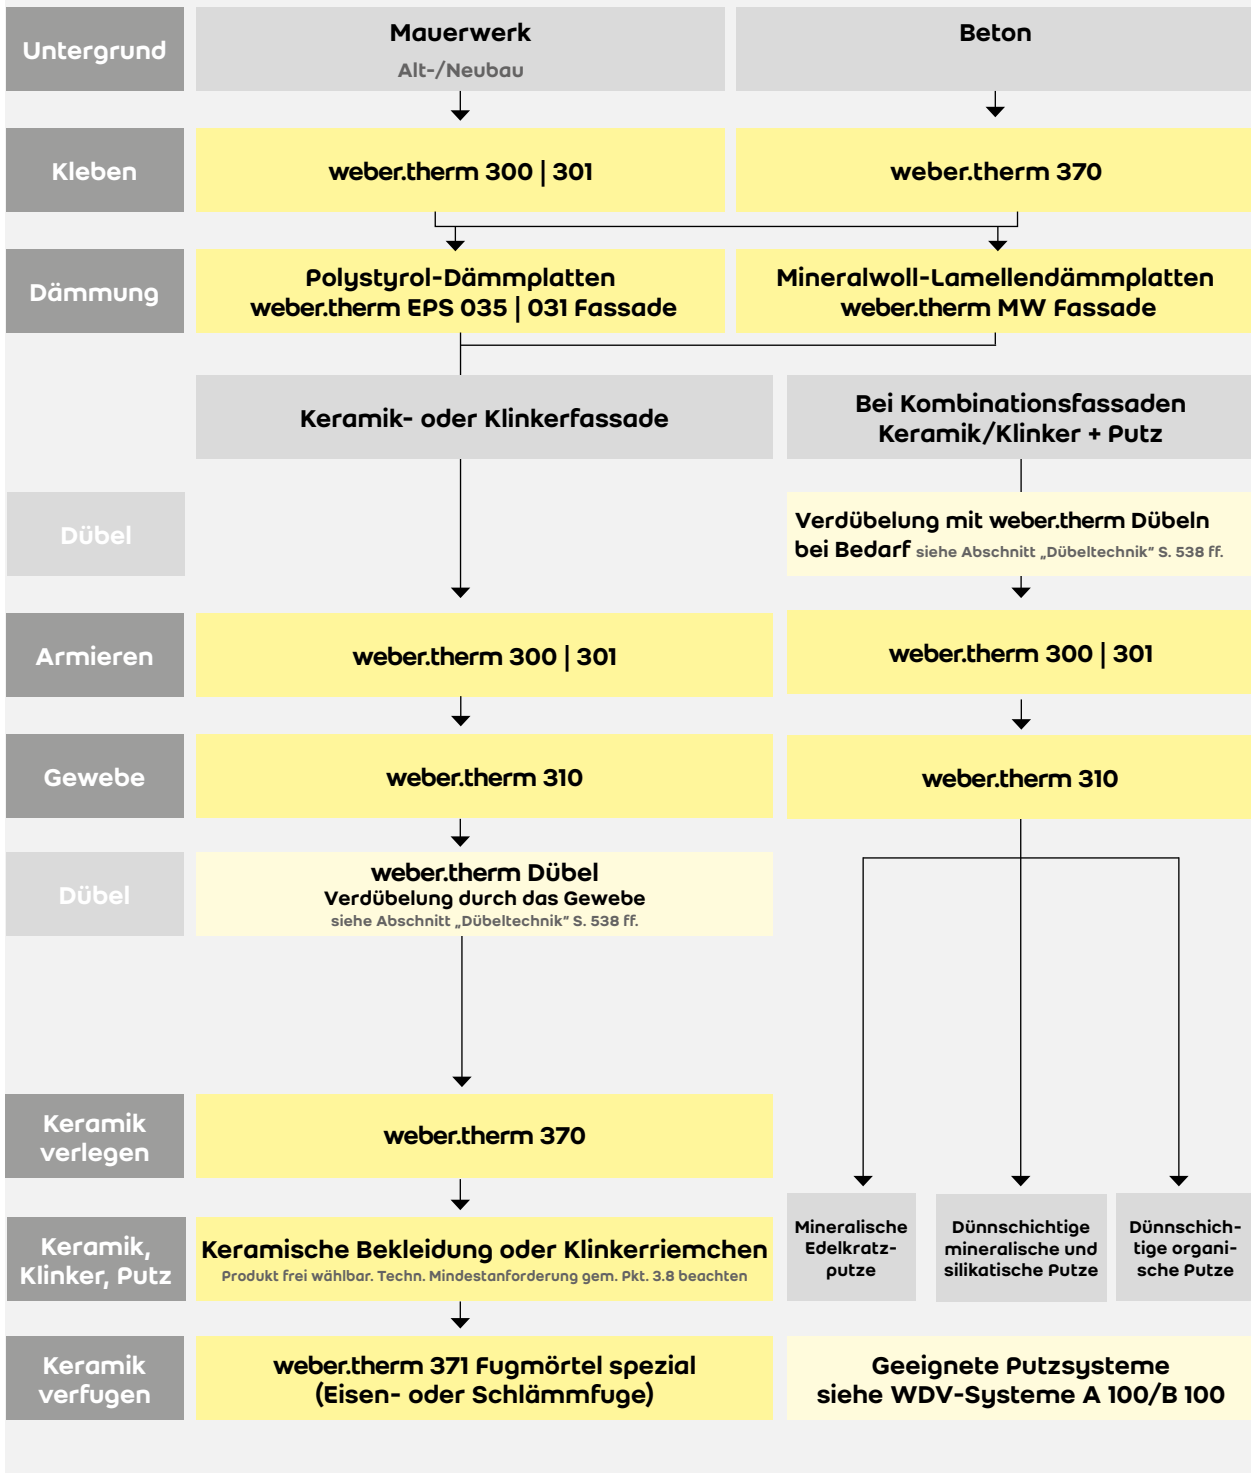 Untergrund
Mauerwerk
Alt-/Neubau
Beton
Kleben
weber.therm 300 | 301
weber.therm 370
Dämmung
Polystyrol-Dämmplatten
weber.therm EPS 035 | 031 Fassade
Mineralwoll-Lamellendämmplatten
weber.therm MW Fassade
Keramik- oder Klinkerfassade
Bei Kombinationsfassaden
Keramik/Klinker + Putz
Dübel
Verdübelung mit weber.therm Dübeln
bei Bedarf siehe Abschnitt „Dübeltechnik“ S. 538 ff.
Armieren
weber.therm 300 | 301
weber.therm 300 | 301
Gewebe
weber.therm 310
weber.therm 310
Dübel
weber.therm Dübel
Verdübelung durch das Gewebe
siehe Abschnitt „Dübeltechnik“ S. 538 ff.
Keramik
verlegen
weber.therm 370
Keramik,
Klinker, Putz
Keramische Bekleidung oder Klinkerriemchen
Produkt frei wählbar. Techn. Mindestanforderung gem. Pkt. 3.8 beachten
Mineralische
Edelkratz-
putze
Dünnschichtige
mineralische und
silikatische Putze
Dünnschich-
tige organi-
sche Putze
Keramik
verfugen
weber.therm 371 Fugmörtel spezial
(Eisen- oder Schlämmfuge)
Geeignete Putzsysteme
siehe WDV-Systeme A 100/B 100